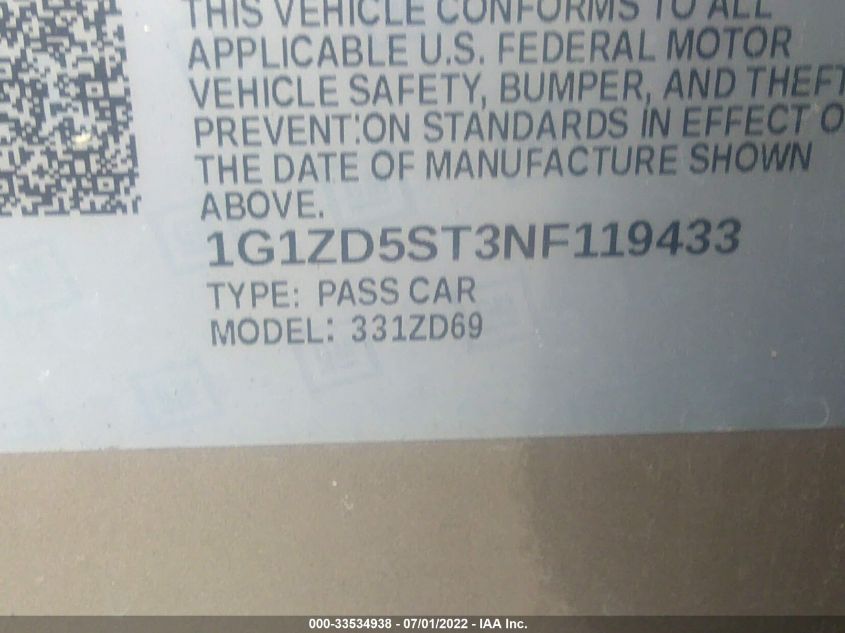 THIS VEHICLE CONFORMS TO ALL
APPLICABLE U.S. FEDERAL MOTOR
VEHICLE SAFETY, BUMPER, AND THEFT
PREVENT:ON STANDARDS IN EFFECT O
THE DATE OF MANUFACTURE SHOWN
ABOVE.
1G1ZD5ST3NF119433
TYPE: PASS CAR
MODEL: 331ZD69
000-33534938 - 07/01/2022 - IAA Inc.